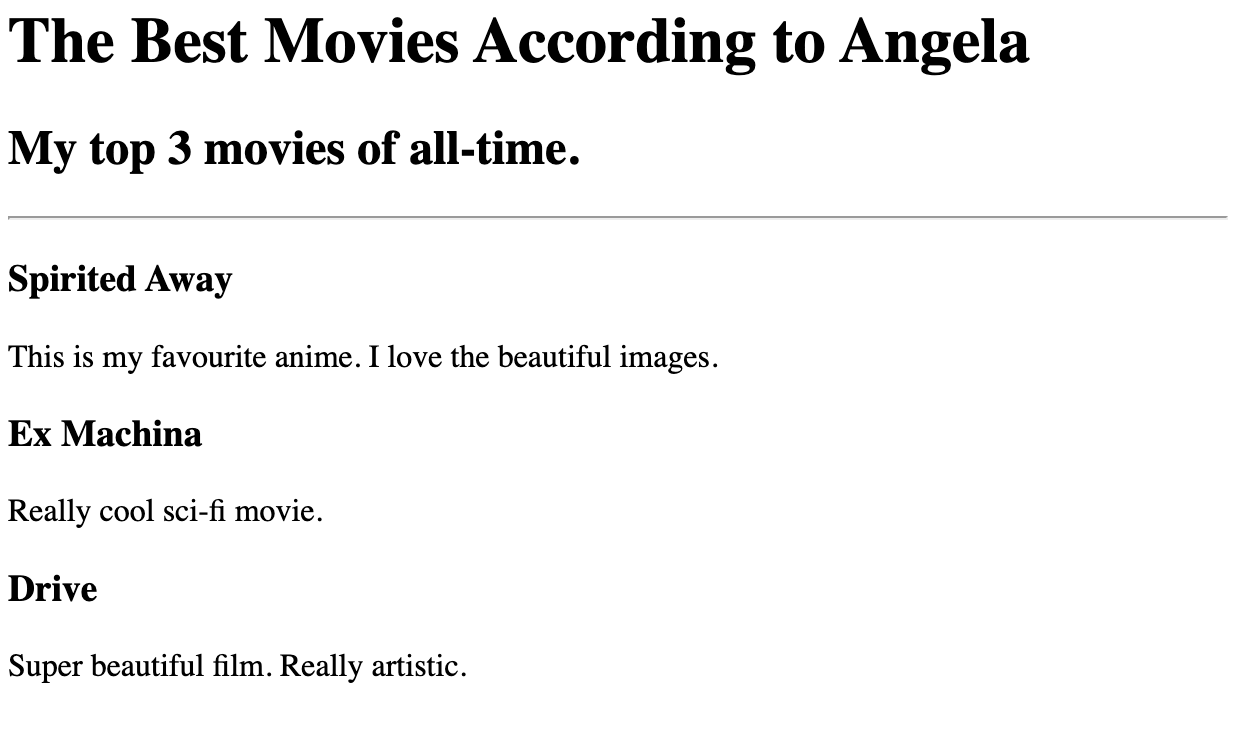 The Best Movies According to Angela
My top 3 movies of all-time.
Spirited Away
This is my favourite anime. I love the beautiful images.
Ex Machina
Really cool sci-fi movie.
Drive
Super beautiful film. Really artistic.